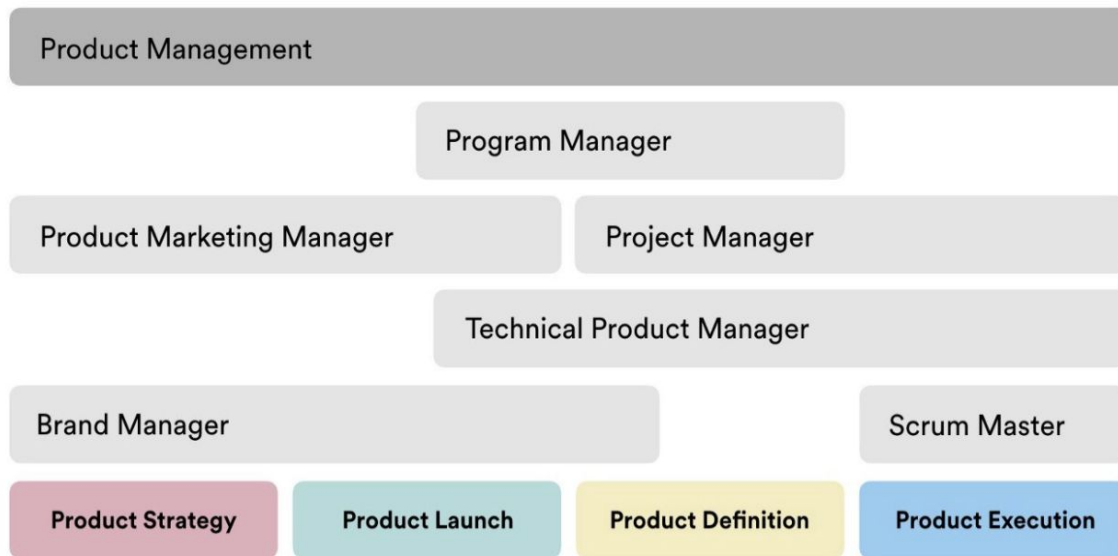 Product Management
Program Manager
Product Marketing Manager
Project Manager
Technical Product Manager
Brand Manager
Scrum Master
Product Strategy
Product Launch
Product Definition
Product Execution